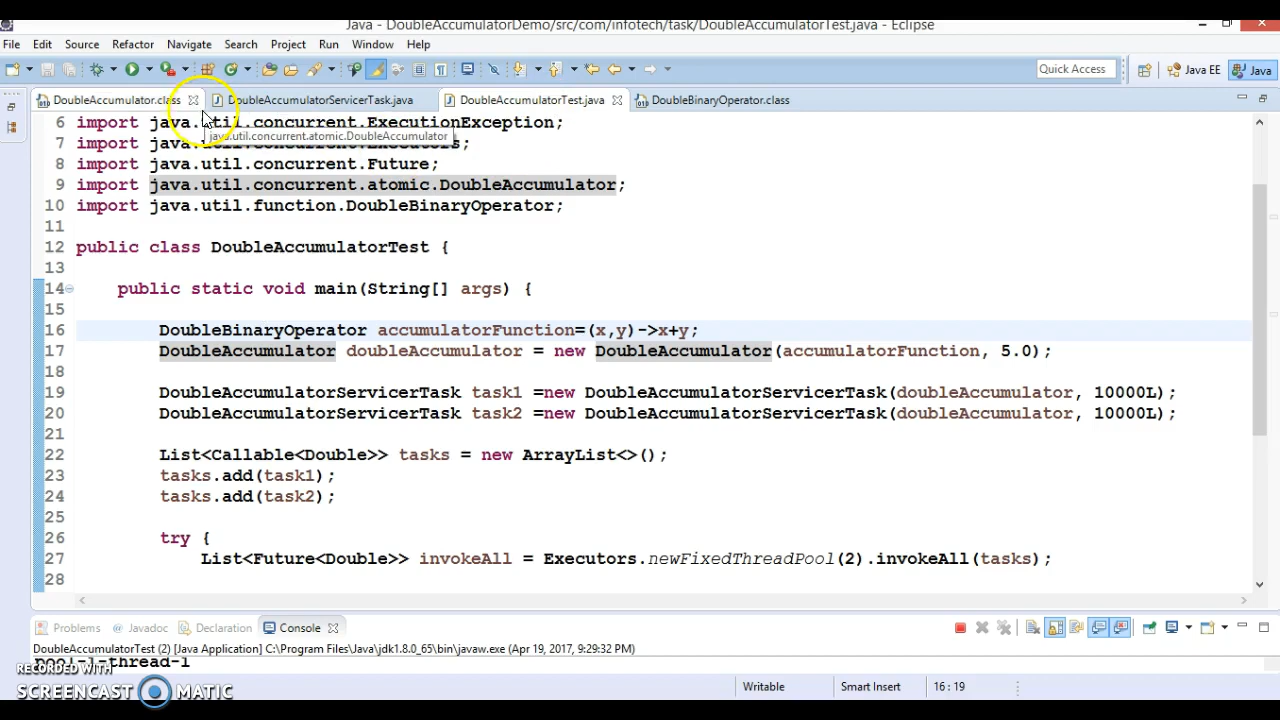 Java - DoubleAccumulatorDemo/src/com/infotech/task/DoubleAccumulatorTest.java - Eclipse
File Edit Source Refactor Navigate Search Project Run Window Help
Quick Access Java EE Java
DoubleAccumulator.class DoubleAccumulatorServicerTask.java DoubleAccumulatorTest.java DoubleBinaryOperator.class
6 import java.util.concurrent.ExecutionException;
java.util.concurrent.atomic.DoubleAccumulator
7 import java.util.concurrent.Executors;
8 import java.util.concurrent.Future;
9 import java.util.concurrent.atomic.DoubleAccumulator;
10 import java.util.function.DoubleBinaryOperator;
11
12 public class DoubleAccumulatorTest {
13
14 public static void main(String[] args) {
15
16 DoubleBinaryOperator accumulatorFunction=(x,y)->x+y;
17 DoubleAccumulator doubleAccumulator = new DoubleAccumulator(accumulatorFunction, 5.0);
18
19 DoubleAccumulatorServicerTask task1 =new DoubleAccumulatorServicerTask(doubleAccumulator, 10000L);
20 DoubleAccumulatorServicerTask task2 =new DoubleAccumulatorServicerTask(doubleAccumulator, 10000L);
21
22 List<Callable<Double>> tasks = new ArrayList<>();
23 tasks.add(task1);
24 tasks.add(task2);
25
26 try {
27 List<Future<Double>> invokeAll = Executors.newFixedThreadPool(2).invokeAll(tasks);
28
Problems Javadoc Declaration Console
DoubleAccumulatorTest (2) [Java Application] C:\Program Files\Java\jdk1.8.0_65\bin\javaw.exe (Apr 19, 2017, 9:29:32 PM)
pool-1-thread-1
RECORDED WITH
SCREENCAST MATIC
Writable Smart Insert 16 : 19